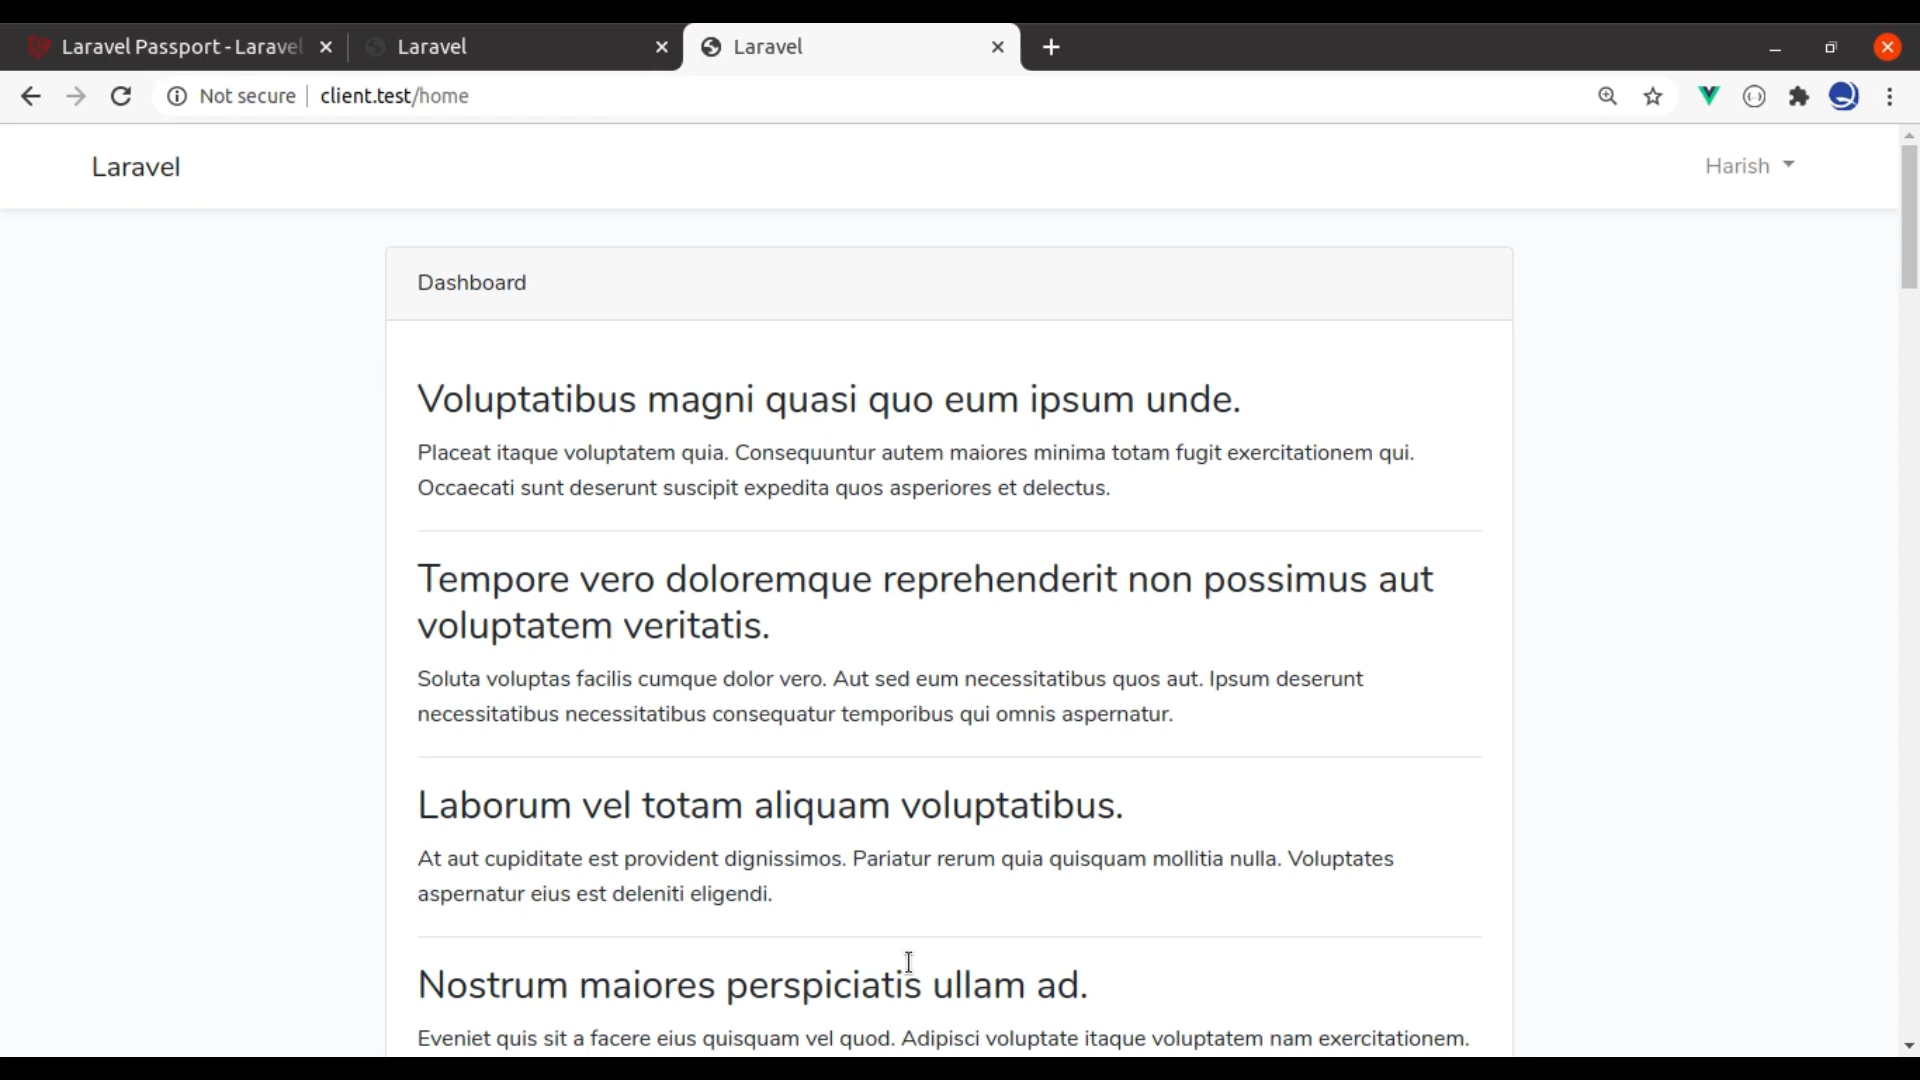 Laravel Passport - Laravel
Laravel
Laravel
Not secure
client.test/home
Laravel
Harish
Dashboard
Voluptatibus magni quasi quo eum ipsum unde.
Placeat itaque voluptatem quia. Consequuntur autem maiores minima totam fugit exercitationem qui.
Occaecati sunt deserunt suscipit expedita quos asperiores et delectus.
Tempore vero doloremque reprehenderit non possimus aut
voluptatem veritatis.
Soluta voluptas facilis cumque dolor vero. Aut sed eum necessitatibus quos aut. Ipsum deserunt
necessitatibus necessitatibus consequatur temporibus qui omnis aspernatur.
Laborum vel totam aliquam voluptatibus.
At aut cupiditate est provident dignissimos. Pariatur rerum quia quisquam mollitia nulla. Voluptates
aspernatur eius est deleniti eligendi.
Nostrum maiores perspiciatis ullam ad.
Eveniet quis sit a facere eius quisquam vel quod. Adipisci voluptate itaque voluptatem nam exercitationem.